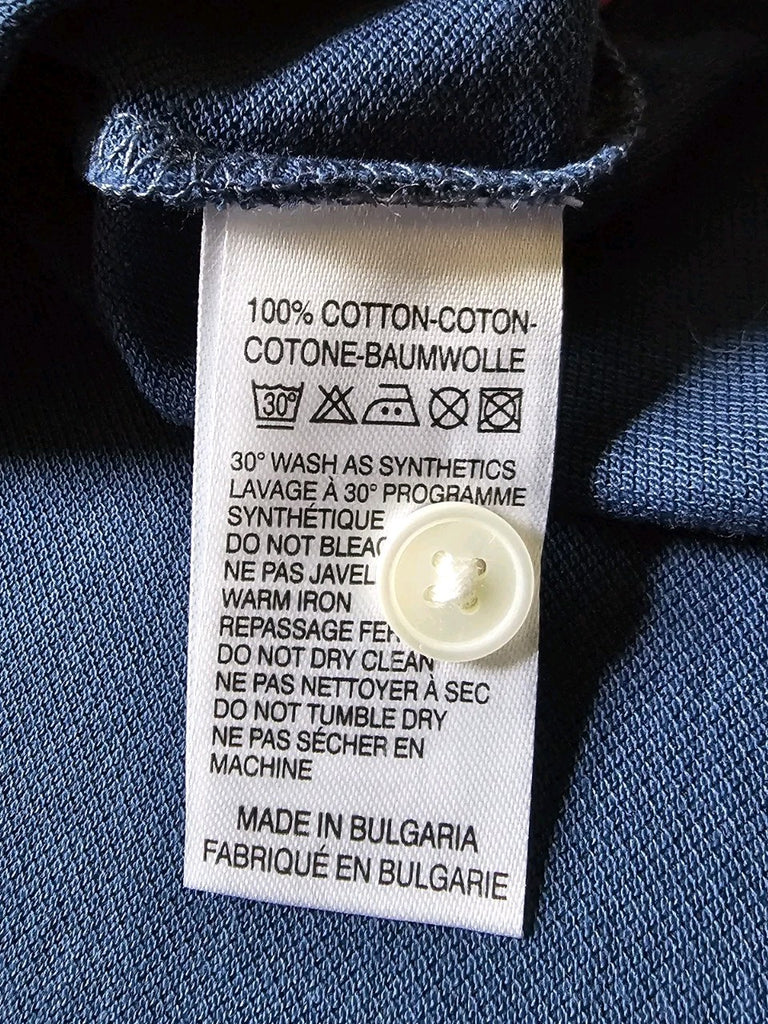 100% COTTON-COTON-
COTONE-BAUMWOLLE
30°
30° WASH AS SYNTHETICS
LAVAGE À 30° PROGRAMME
SYNTHÉTIQUE
DO NOT
NE PAS
WARM IRON
REPASSAGE
DO NOT DRY CLEAN
NE PAS NETTOYER À SEC
DO NOT TUMBLE DRY
NE PAS SÉCHER EN
MACHINE
MADE IN BULGARIA
FABRIQUÉ EN BULGARIE